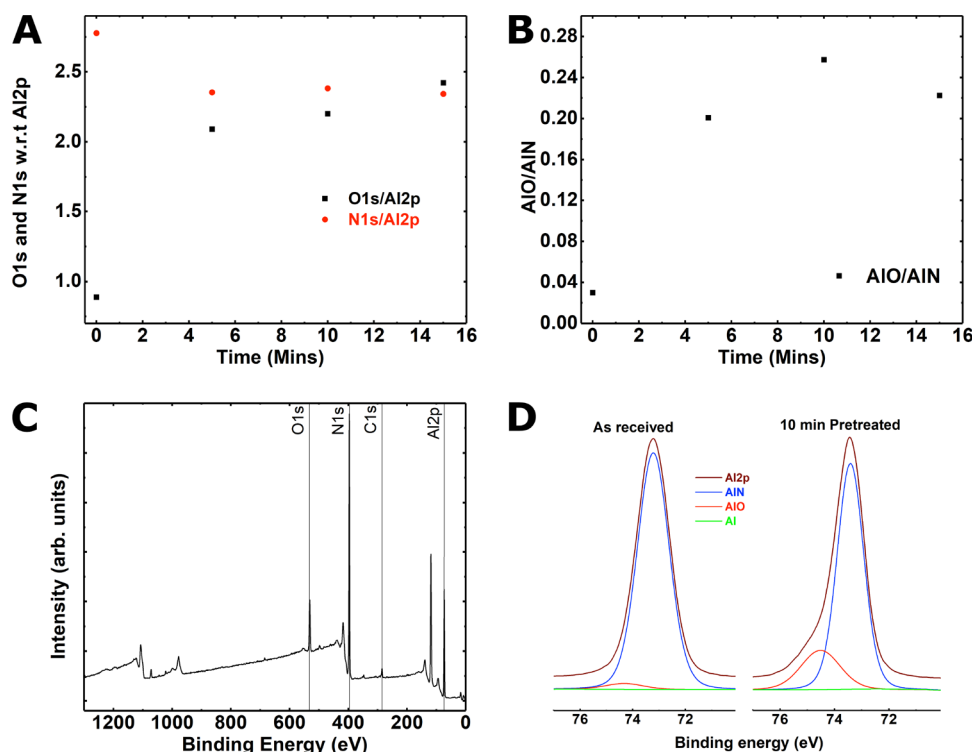 A
O1s and N1s w.r.t Al2p
2.5
2.0
1.5
1.0
O1s/Al2p
N1s/Al2p
0 2 4 6 8 10 12 14 16
Time (Mins)
B
AlO/AlN
0.28
0.24
0.20
0.16
0.12
0.08
0.04
0.00
AlO/AlN
0 2 4 6 8 10 12 14 16
Time (Mins)
C
Intensity (arb. units)
O1s
N1s
C1s
Al2p
1200 1000 800 600 400 200 0
Binding Energy (eV)
D
As received
10 min Pretreated
Al2p
AlN
AlO
Al
76 74 72
76 74 72
Binding energy (eV)